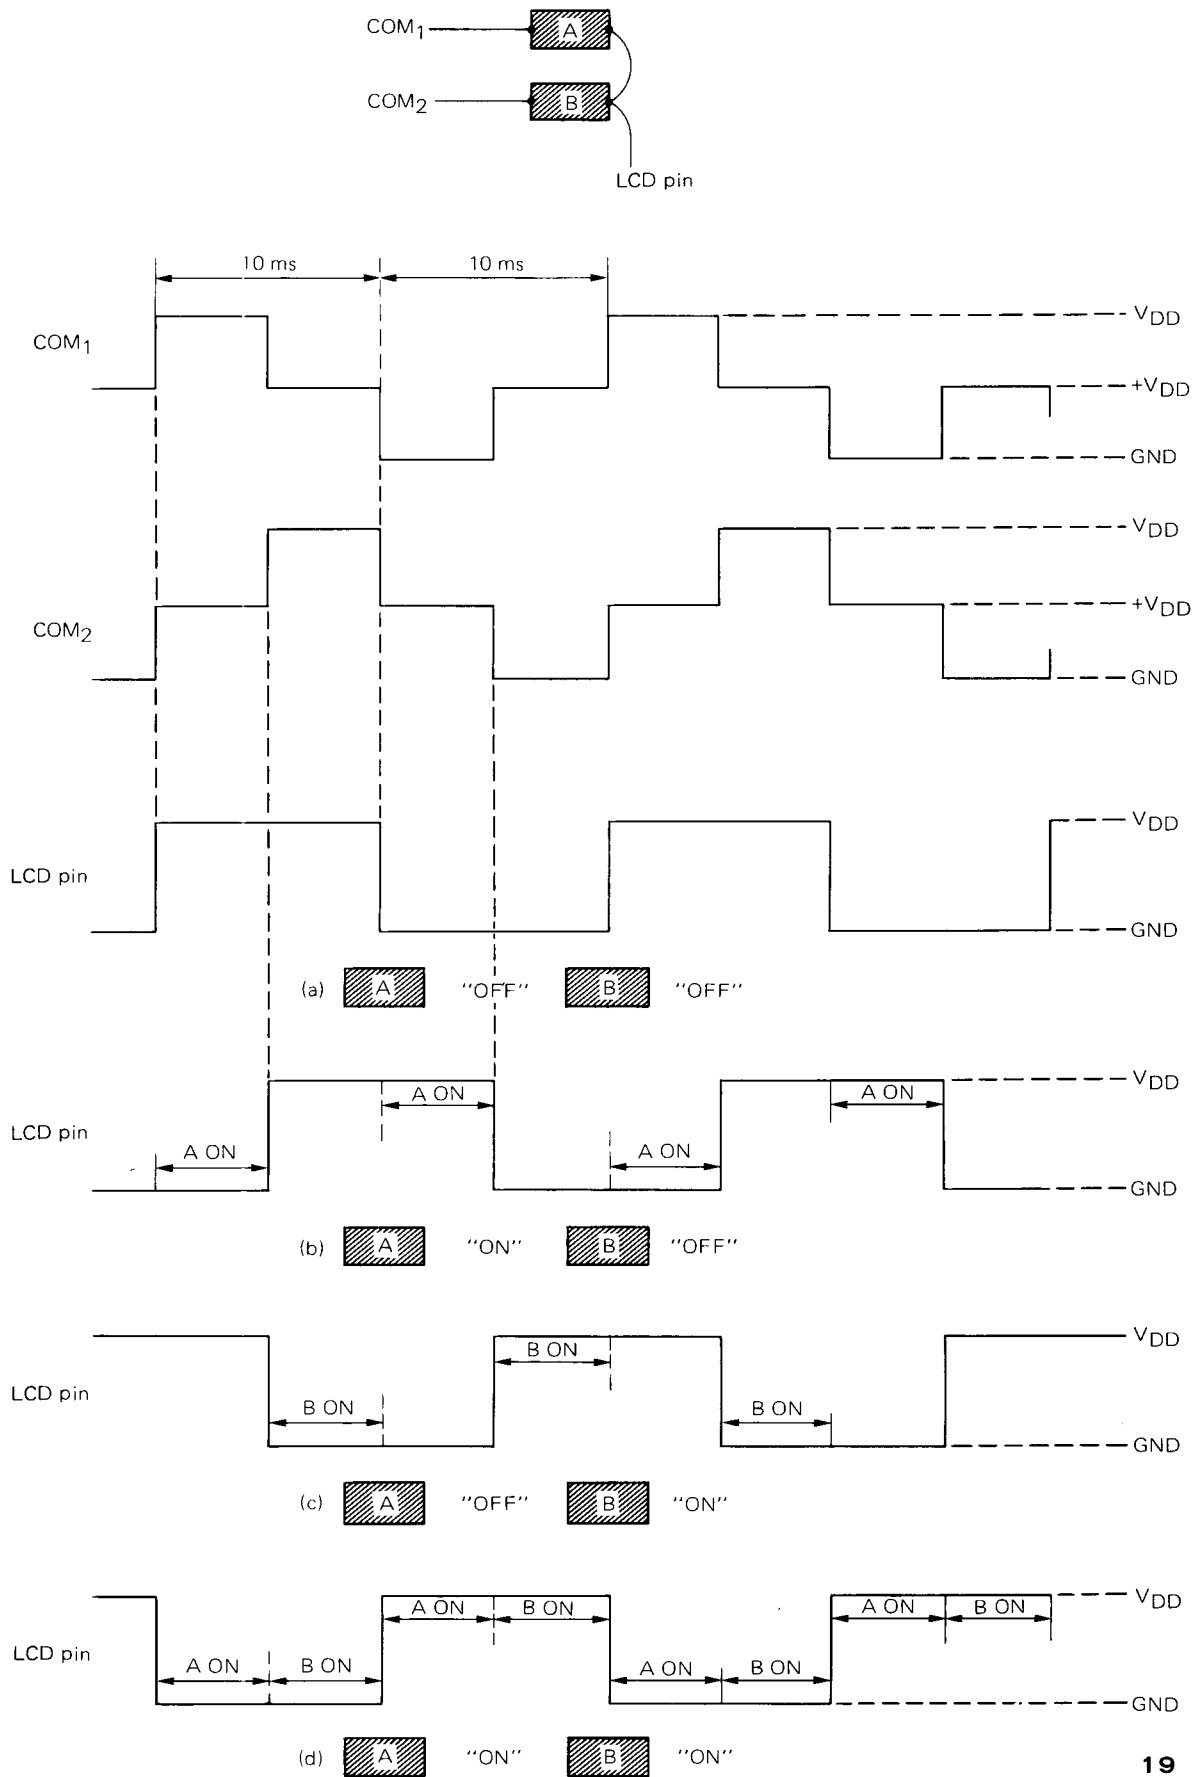 COM1 A
COM2 B
LCD pin
10 ms 10 ms
VDD
COM1
+VDD
GND
VDD
+VDD
COM2
GND
VDD
LCD pin
GND
(a) A "OFF" B "OFF"
VDD
A ON A ON
LCD pin
A ON A ON
GND
(b) A "ON" B "OFF"
VDD
B ON
LCD pin
B ON B ON
GND
(c) A "OFF" B "ON"
VDD
A ON B ON A ON B ON
LCD pin
A ON B ON A ON B ON
GND
(d) A "ON" B "ON"
19